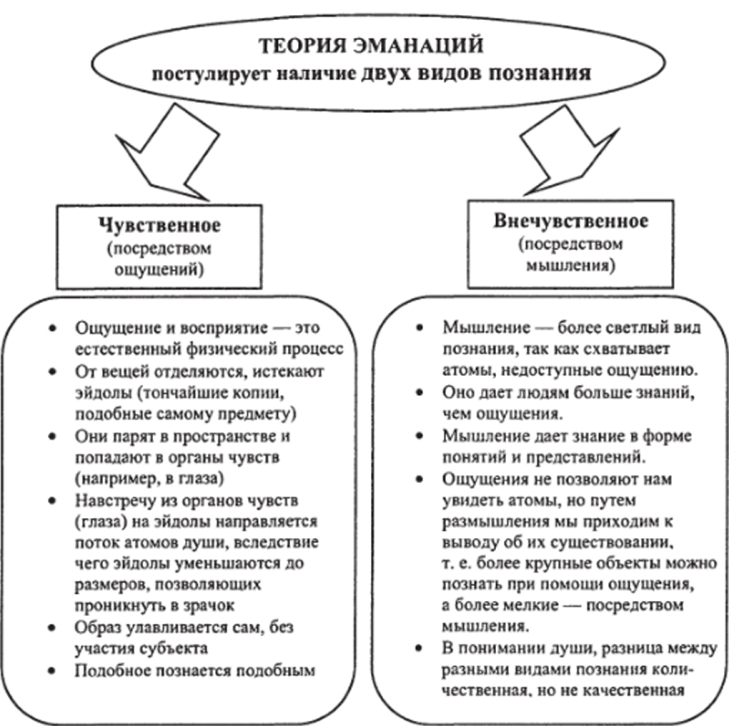 ТЕОРИЯ ЭМАНАЦИЙ
постулирует наличие двух видов познания
Чувственное
(посредством
ощущений)
• Ощущение и восприятие — это
естественный физический процесс
• От вещей отделяются, истекают
эйдолы (тончайшие копии,
подобные самому предмету)
• Они парят в пространстве и
попадают в органы чувств
(например, в глаза)
• Навстречу из органов чувств
(глаза) на эйдолы направляется
поток атомов души, вследствие
чего эйдолы уменьшаются до
размеров, позволяющих
проникнуть в зрачок
• Образ улавливается сам, без
участия субъекта
• Подобное познается подобным
Внечувственное
(посредством
мышления)
• Мышление — более светлый вид
познания, так как схватывает
атомы, недоступные ощущению.
• Оно дает людям больше знаний,
чем ощущения.
• Мышление дает знание в форме
понятий и представлений.
• Ощущения не позволяют нам
увидеть атомы, но путем
размышления мы приходим к
выводу об их существовании,
т. е. более крупные объекты можно
познать при помощи ощущения,
а более мелкие — посредством
мышления.
• В понимании души, разница между
разными видами познания коли-
чественная, но не качественная